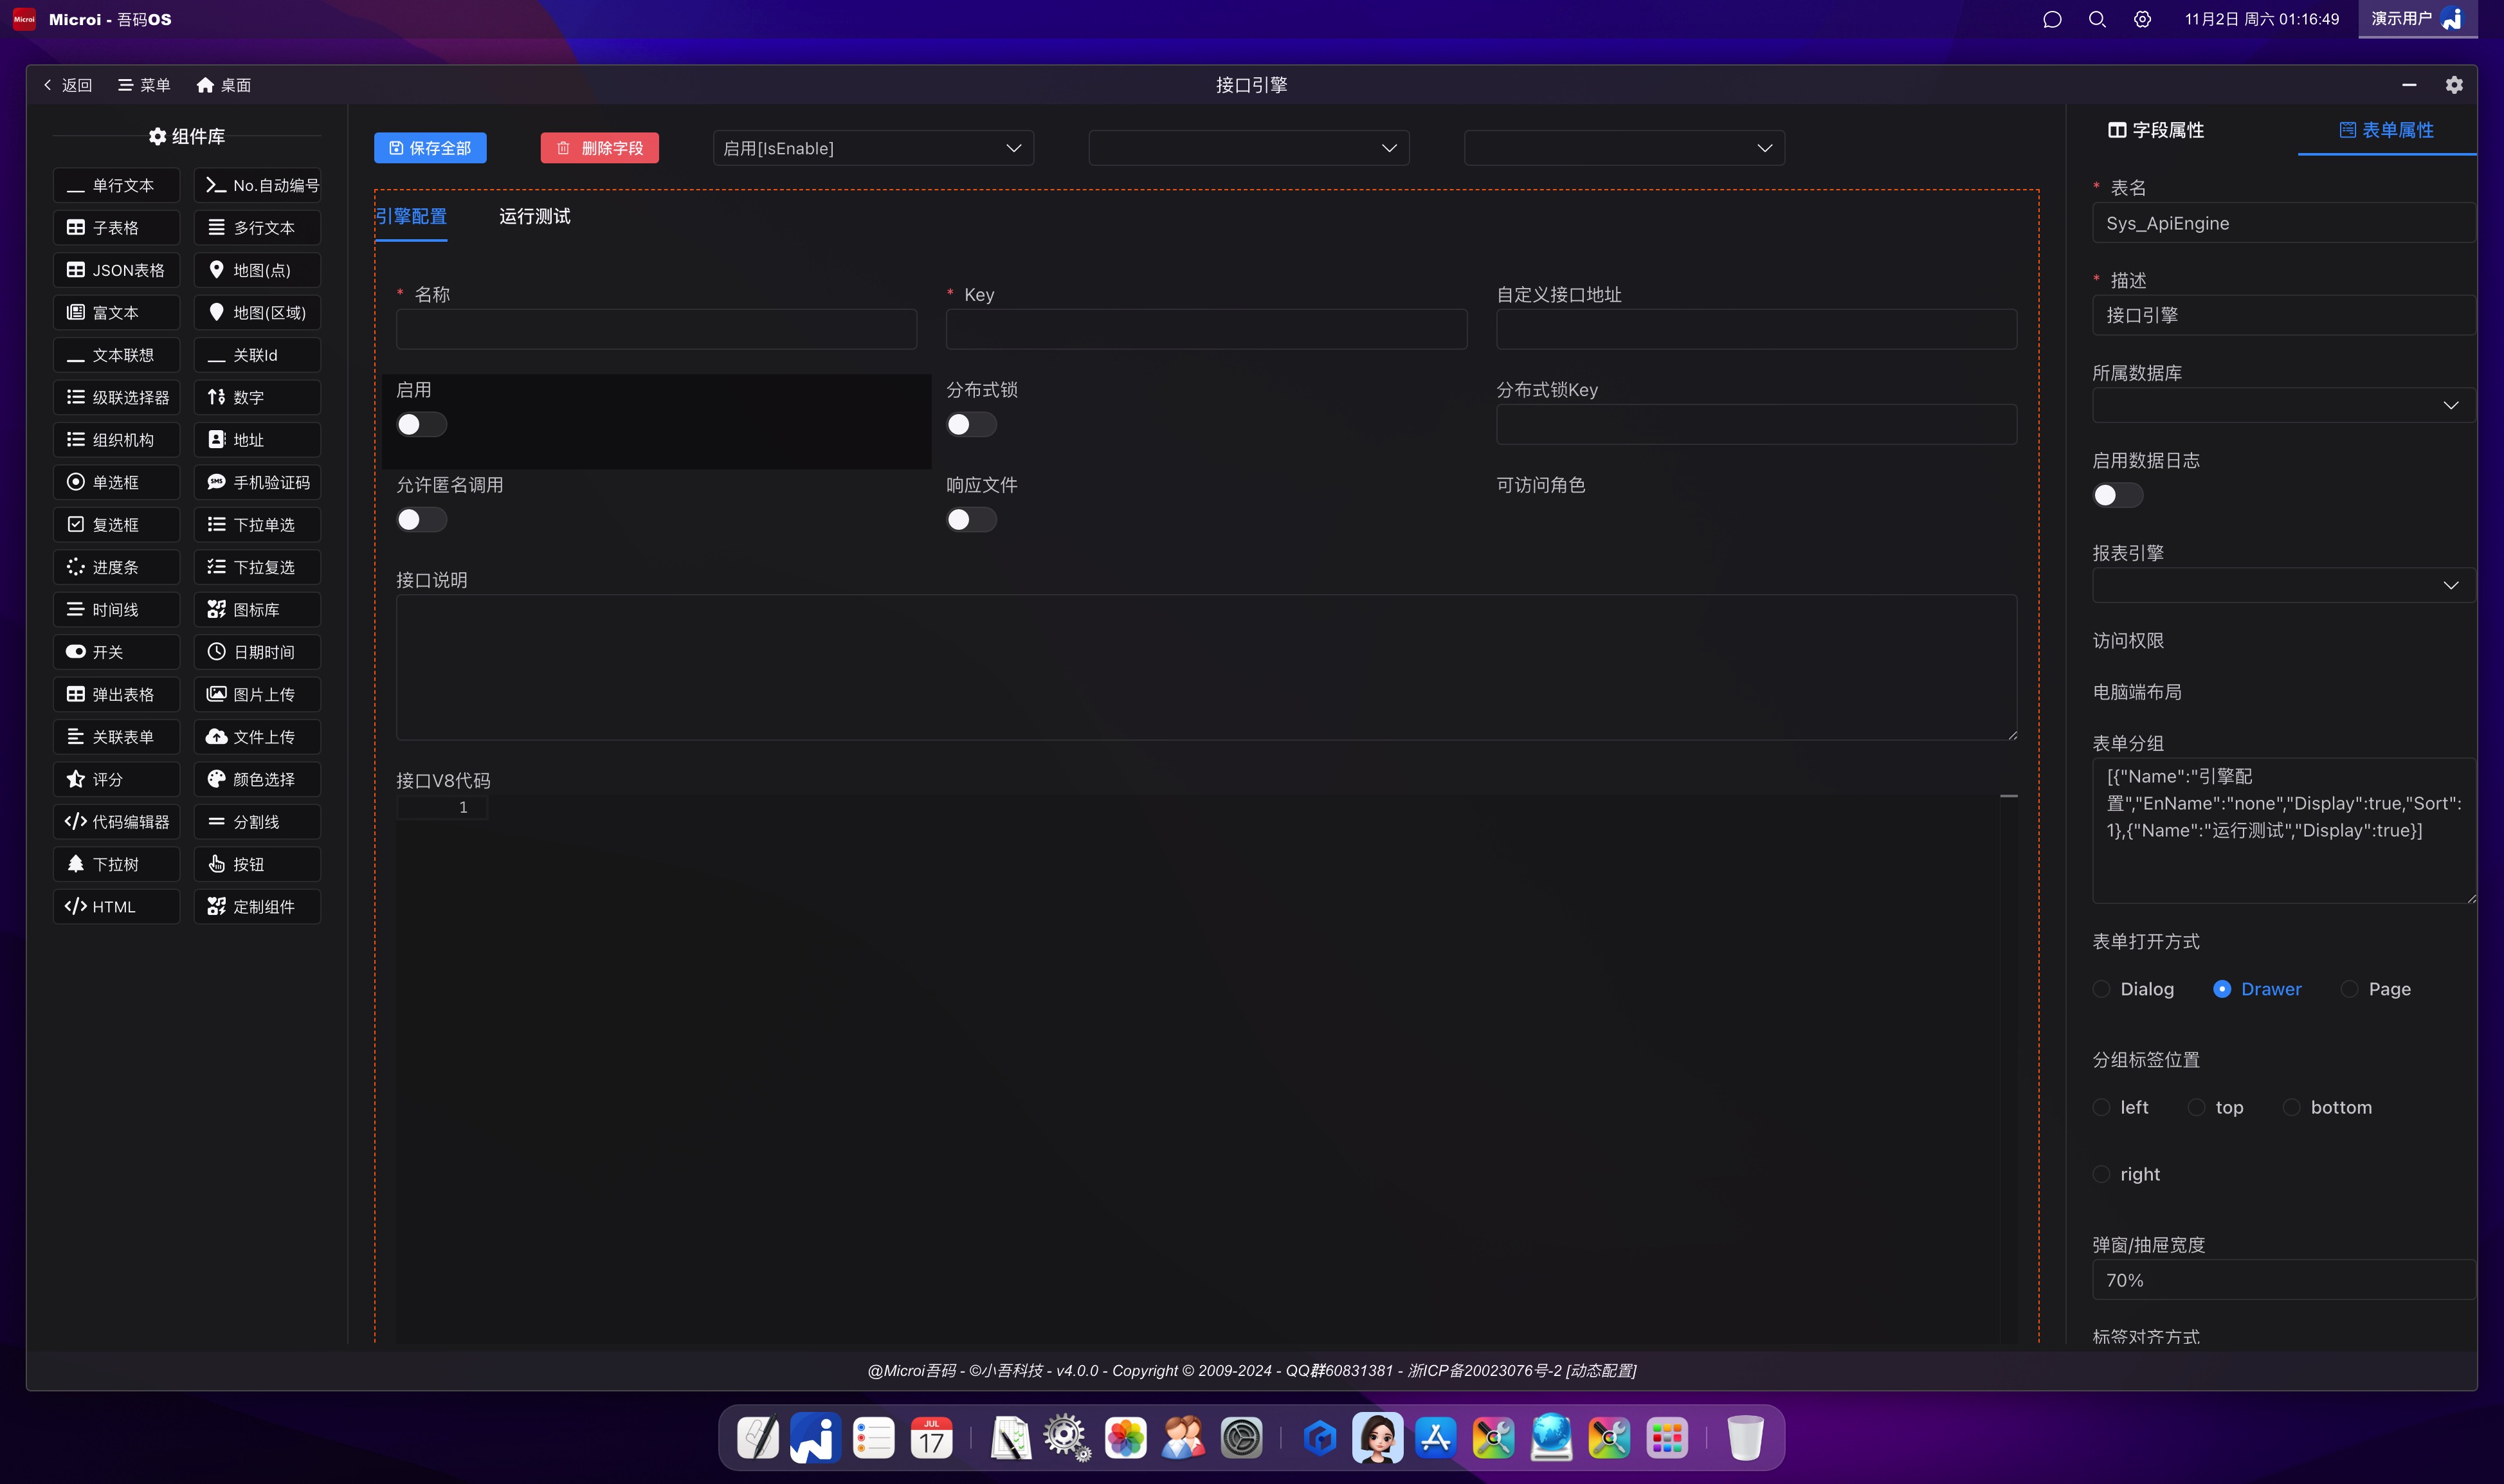 Microi
Microi - 吾码OS
11月2日 周六 01:16:49
演示用户
返回
菜单
桌面
接口引擎
组件库
单行文本
No.自动编号
子表格
多行文本
JSON表格
地图(点)
富文本
地图(区域)
文本联想
关联Id
级联选择器
数字
组织机构
地址
单选框
SMS
手机验证码
复选框
下拉单选
进度条
下拉复选
时间线
图标库
开关
日期时间
弹出表格
图片上传
关联表单
文件上传
评分
颜色选择
代码编辑器
分割线
下拉树
按钮
HTML
定制组件
保存全部
删除字段
启用[IsEnable]
引擎配置
运行测试
* 名称
* Key
自定义接口地址
启用
分布式锁
分布式锁Key
允许匿名调用
响应文件
可访问角色
接口说明
接口V8代码
1
字段属性
表单属性
* 表名
Sys_ApiEngine
* 描述
接口引擎
所属数据库
启用数据日志
报表引擎
访问权限
电脑端布局
表单分组
[{"Name":"引擎配
置","EnName":"none","Display":true,"Sort":
1},{"Name":"运行测试","Display":true}]
表单打开方式
Dialog
Drawer
Page
分组标签位置
left
top
bottom
right
弹窗/抽屉宽度
70%
标签对齐方式
@Microi吾码 - ©小吾科技 - v4.0.0 - Copyright © 2009-2024 - QQ群60831381 - 浙ICP备20023076号-2 [动态配置]
JUL
17